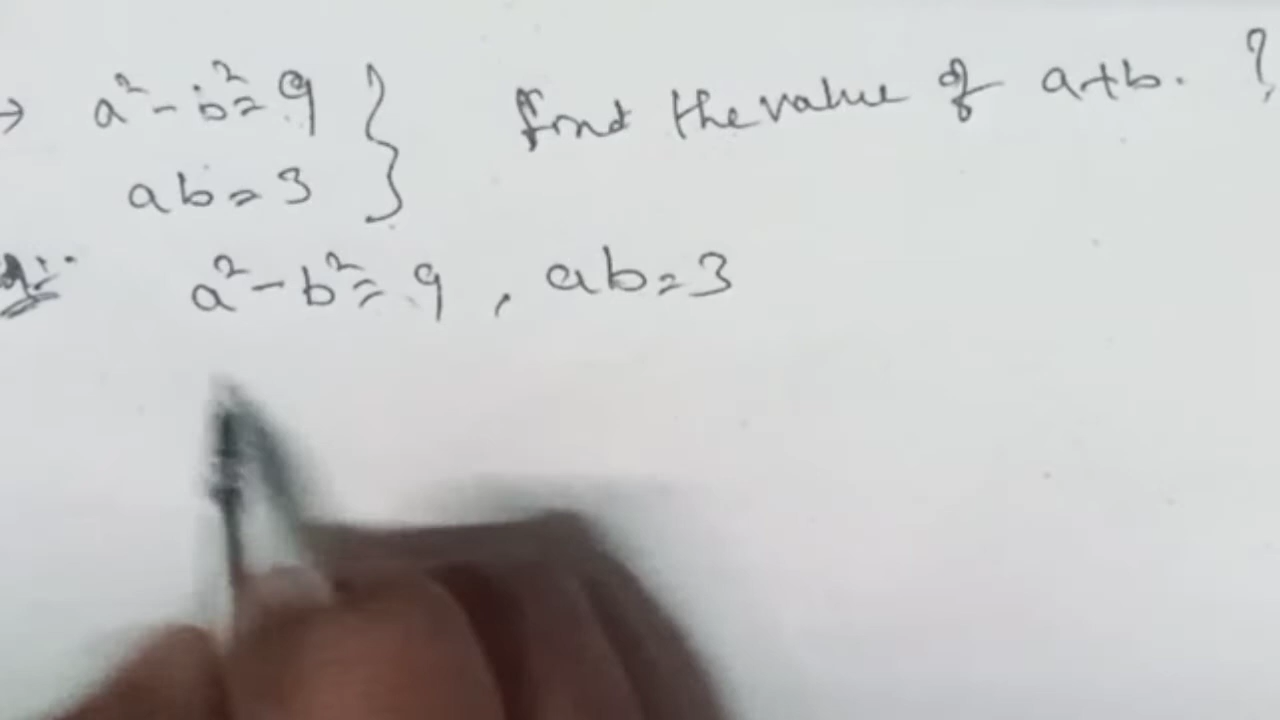 → a² - b² = 9 } find the value of a+b. ?
ab = 3
a² - b² = 9 , ab = 3